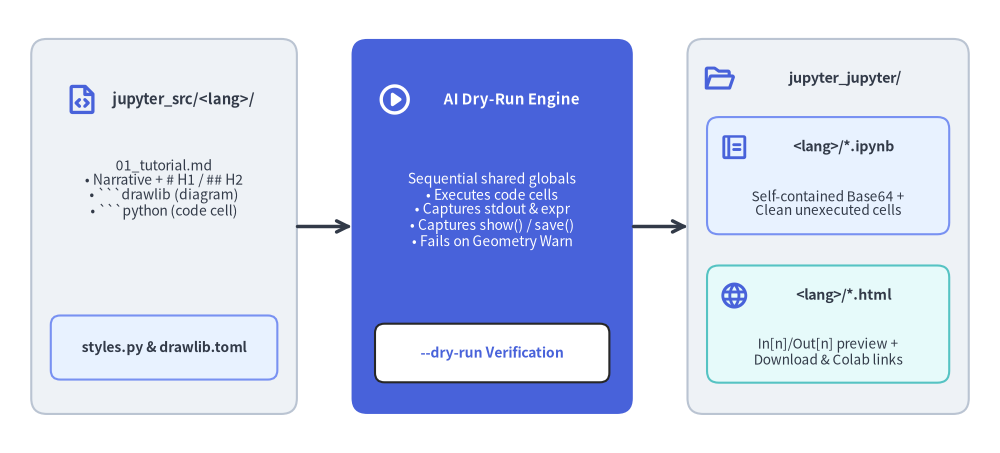 jupyter_src/<lang>/
01_tutorial.md
• Narrative + # H1 / ## H2
• ```drawlib (diagram)
• ```python (code cell)
styles.py & drawlib.toml
AI Dry-Run Engine
Sequential shared globals
• Executes code cells
• Captures stdout & expr
• Captures show() / save()
• Fails on Geometry Warn
--dry-run Verification
jupyter_jupyter/
<lang>/*.ipynb
Self-contained Base64 +
Clean unexecuted cells
<lang>/*.html
In[n]/Out[n] preview +
Download & Colab links